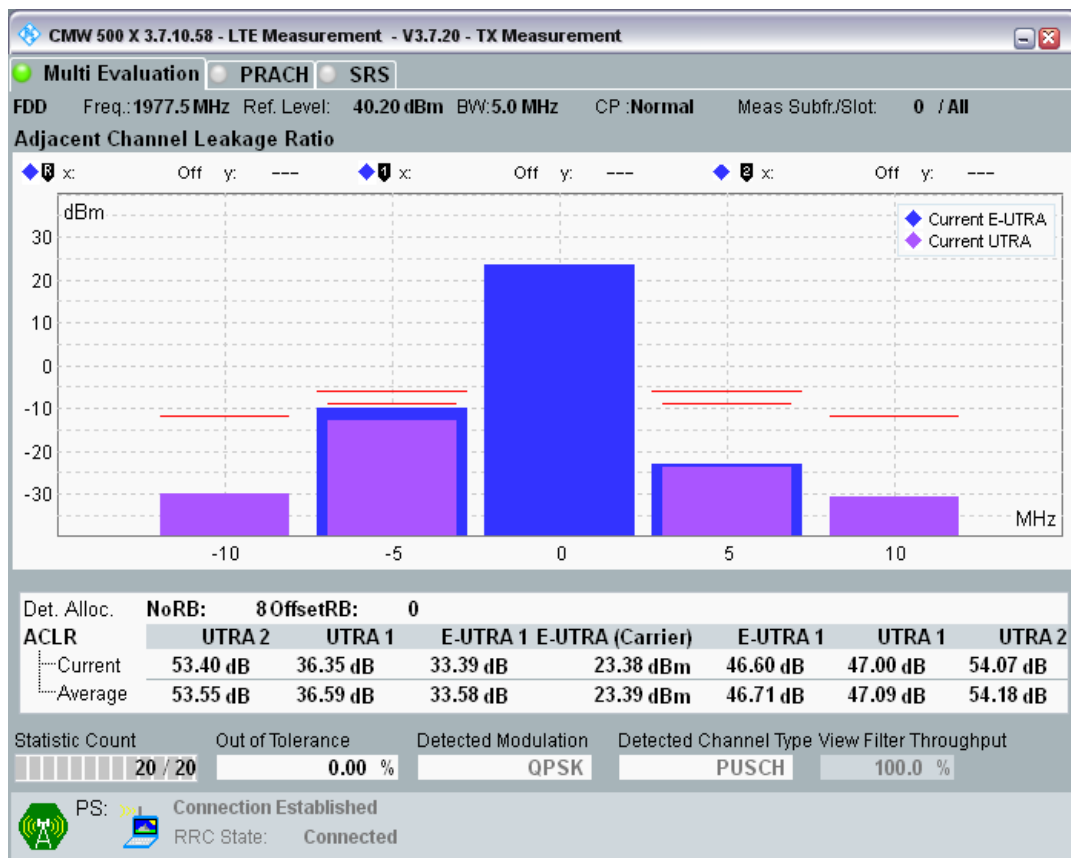 CMW 500 X 3.7.10.58 - LTE Measurement - V3.7.20 - TX Measurement
Multi Evaluation PRACH SRS
FDD Freq.:1977.5 MHz Ref. Level: 40.20 dBm BW:5.0 MHz CP :Normal Meas Subfr./Slot: 0 / All
Adjacent Channel Leakage Ratio
R x: Off y: --- 1 x: Off y: --- 2 x: Off y: ---
dBm
Current E-UTRA
Current UTRA
30
20
10
0
-10
-20
-30
MHz
-10 -5 0 5 10
Det. Alloc. NoRB: 8 OffsetRB: 0
ACLR UTRA 2 UTRA 1 E-UTRA 1 E-UTRA (Carrier) E-UTRA 1 UTRA 1 UTRA 2
Current 53.40 dB 36.35 dB 33.39 dB 23.38 dBm 46.60 dB 47.00 dB 54.07 dB
Average 53.55 dB 36.59 dB 33.58 dB 23.39 dBm 46.71 dB 47.09 dB 54.18 dB
Statistic Count Out of Tolerance Detected Modulation Detected Channel Type View Filter Throughput
20 / 20 0.00 % QPSK PUSCH 100.0 %
PS: Connection Established
RRC State: Connected